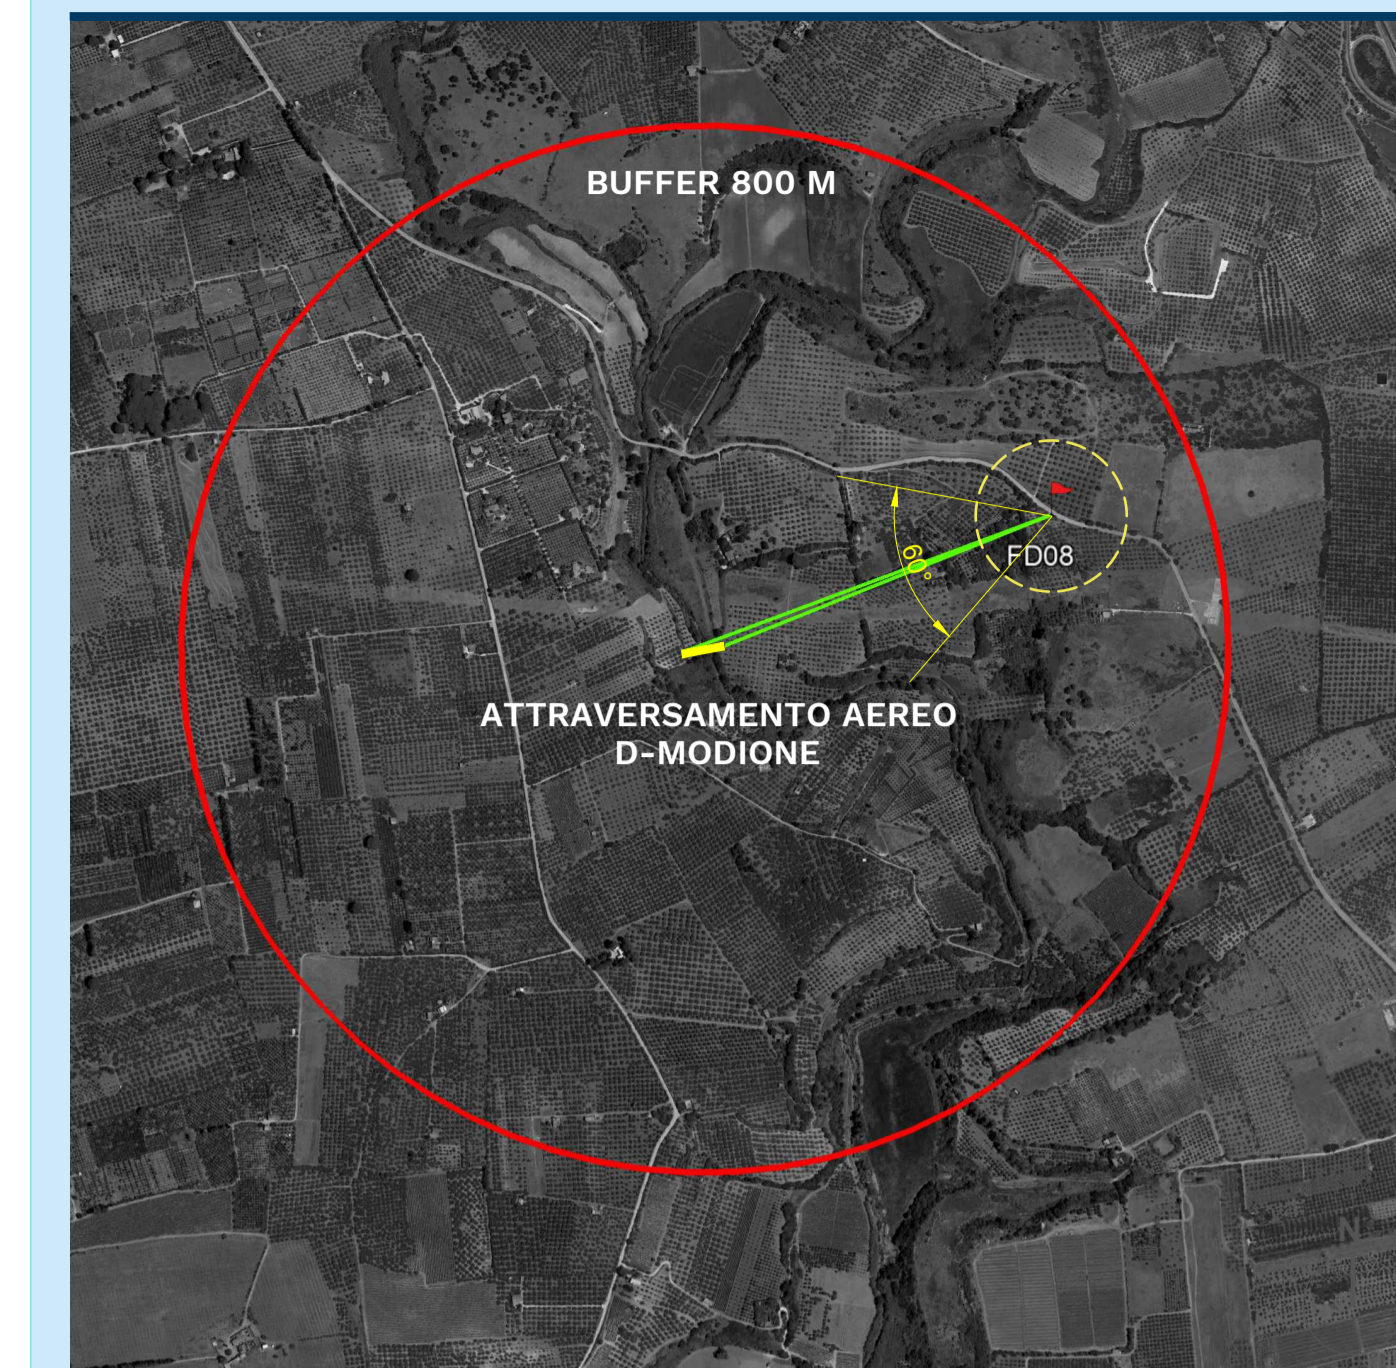 BUFFER 800 M
60°
FD08
ATTRAVERSAMENTO AEREO
D-MODIONE
N